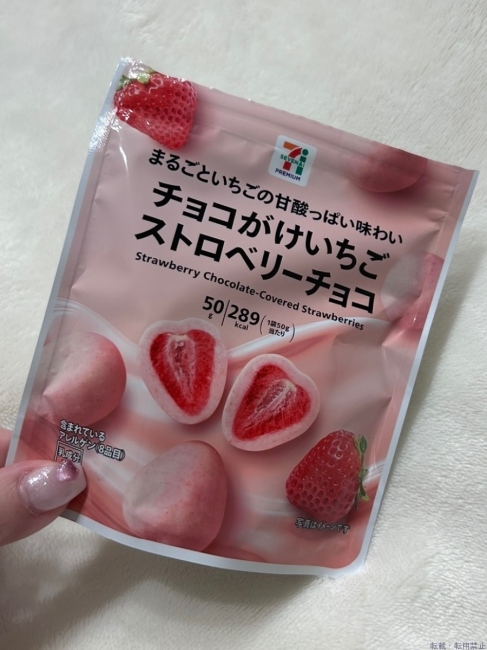 7i
SEVEN&i
PREMIUM
まるごといちごの甘酸っぱい味わい
チョコがけいちご
ストロベリーチョコ
Strawberry Chocolate-Covered Strawberries
50g 289kcal (1袋50g当たり)
含まれている
アレルゲン(8品目)
乳成分
写真はイメージです
転載・転用禁止